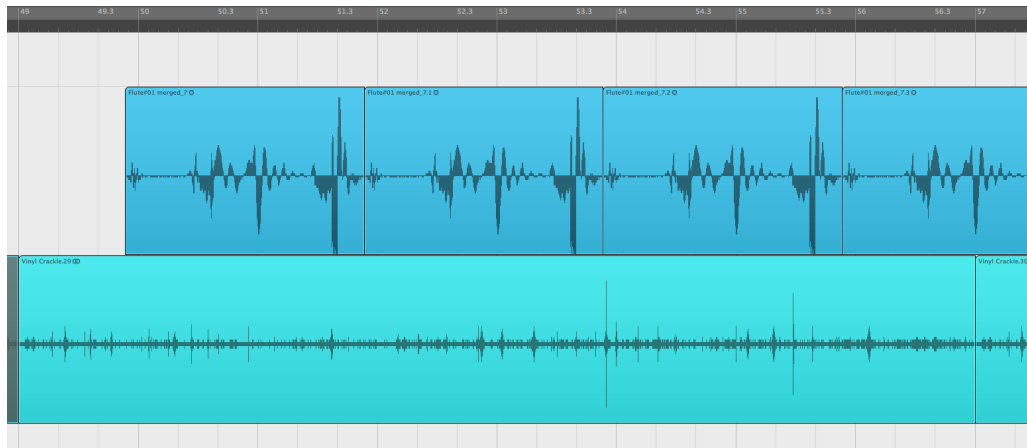 49 49.3 50 50.3 51 51.3 52 52.3 53 53.3 54 54.3 55 55.3 56 56.3 57
Flute#01 merged_7 Flute#01 merged_7.1 Flute#01 merged_7.2 Flute#01 merged_7.3
Vinyl Crackle.29 Vinyl Crackle.30